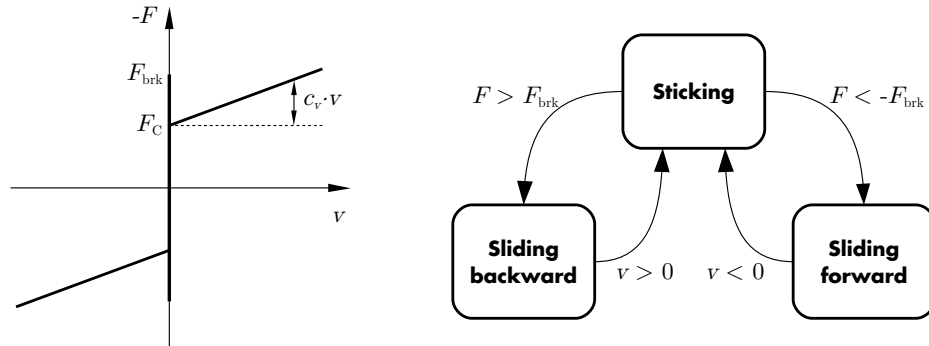 -F
F_brk
c_v·v
F_C
v
Sticking
F > F_brk
F < -F_brk
Sliding
backward
v > 0
v < 0
Sliding
forward